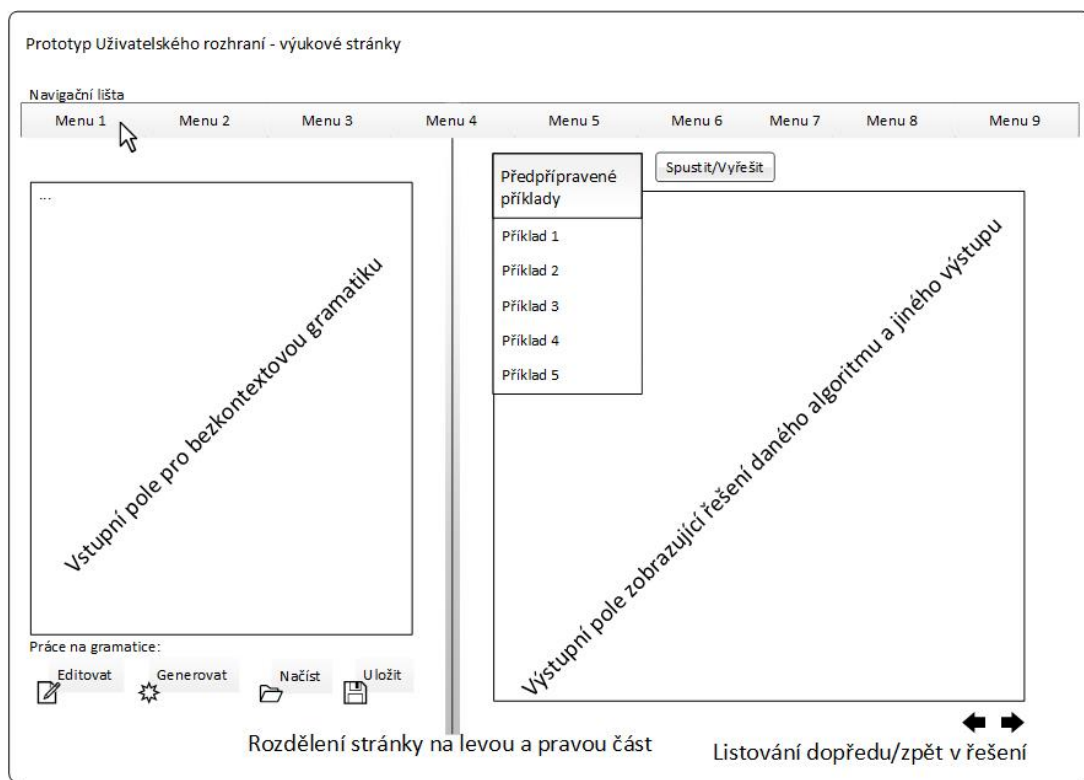 Prototyp Uživatelského rozhraní - výukové stránky
Navigační lišta
Menu 1 Menu 2 Menu 3 Menu 4 Menu 5 Menu 6 Menu 7 Menu 8 Menu 9
...
Vstupní pole pro bezkontextovou gramatiku
Práce na gramatice:
Editovat Generovat Načíst Uložit
Předpřípravené
příklady
Příklad 1
Příklad 2
Příklad 3
Příklad 4
Příklad 5
Spustit/Vyřešit
Výstupní pole zobrazující řešení daného algoritmu a jiného výstupu
Rozdělení stránky na levou a pravou část
Listování dopředu/zpět v řešení